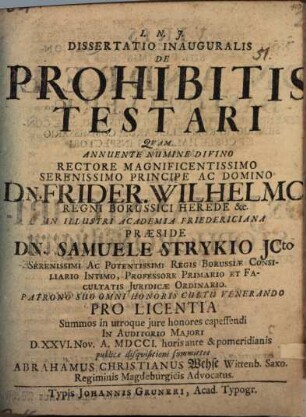 I. N. J.
51.
DISSERTATIO INAUGURALIS
DE
PROHIBITIS
TESTARI
QUAM
ANNUENTE NUMINE DIVINO
RECTORE MAGNIFICENTISSIMO
SERENISSIMO PRINCIPE AC DOMINO
DN. FRIDER. WILHELMO
REGNI BORUSSICI HEREDE &c.
IN ILLUSTRI ACADEMIA FRIDERICIANA
PRÆSIDE
DN. SAMUELE STRYKIO JCto
SERENISSIMI AC POTENTISSIMI REGIS BORUSSIÆ CONSI-
LIARIO INTIMO, PROFESSORE PRIMARIO ET FA-
CULTATIS JURIDICÆ ORDINARIO.
PATRONO SUO OMNI HONORIS CULTU VENERANDO
PRO LICENTIA
Summos in utroque jure honores capessendi
IN AUDITORIO MAJORI
D. XXVI. Nov. A. MDCCI. horis ante & pomeridianis
publicæ disquisitioni summittet
ABRAHAMUS CHRISTIANUS Wittenb. Saxo.
Regiminis Magdeburgicis Advocatus.
Typis JOHANNIS GRUNERI, Acad. Typogr.